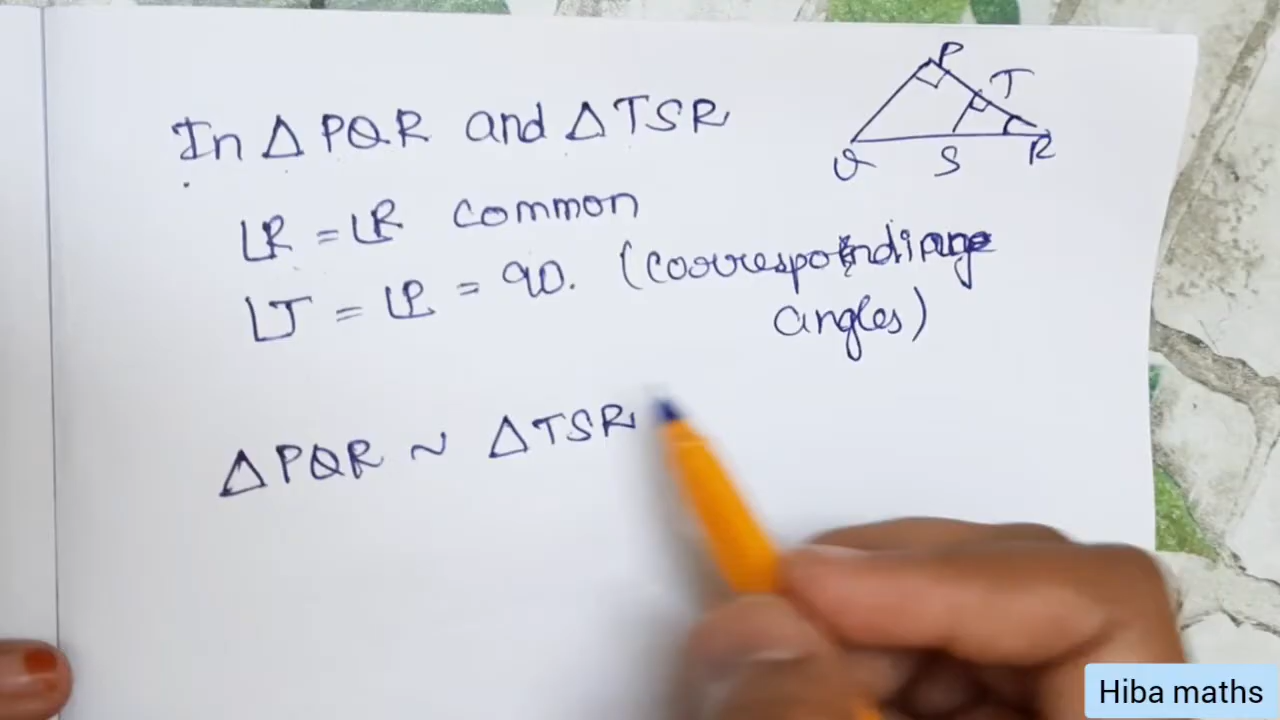 In △ PQR and △TSR
∠R = ∠R common
∠T = ∠P = 90. (corresponding
angles)
△PQR ~ △TSR
P
T
Q
S
R
Hiba maths